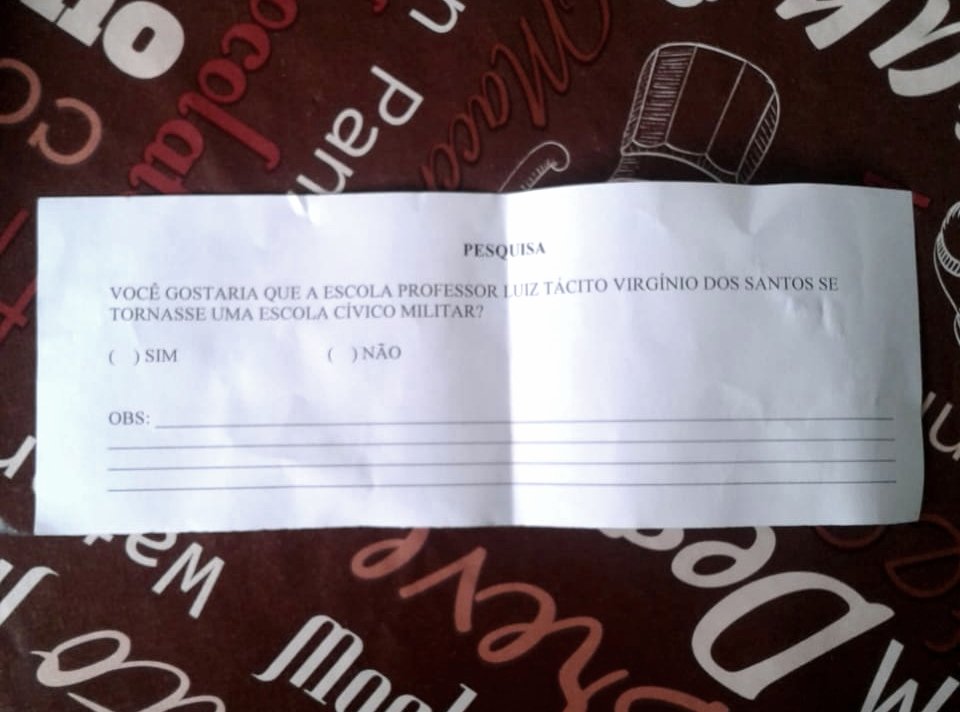 PESQUISA
VOCÊ GOSTARIA QUE A ESCOLA PROFESSOR LUIZ TÁCITO VIRGÍNIO DOS SANTOS SE
TORNASSE UMA ESCOLA CÍVICO MILITAR?
( ) SIM ( ) NÃO
OBS: